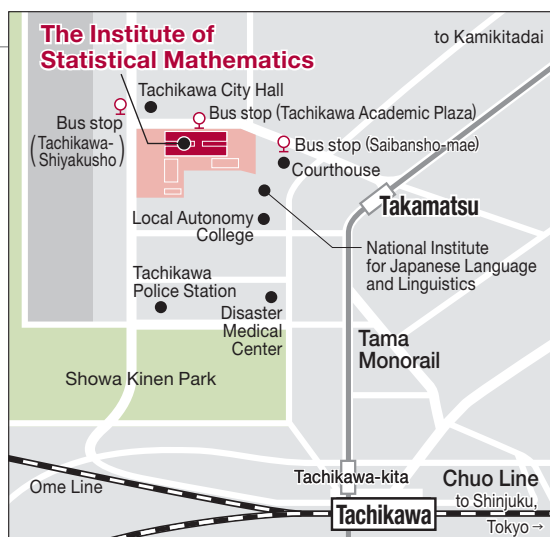 The Institute of
Statistical Mathematics
to Kamikitadai
Tachikawa City Hall
Bus stop (Tachikawa Academic Plaza)
Bus stop
(Tachikawa-
Shiyakusho)
Bus stop (Saibansho-mae)
Courthouse
Takamatsu
Local Autonomy
College
National Institute
for Japanese Language
and Linguistics
Tachikawa
Police Station
Disaster
Medical
Center
Tama
Monorail
Showa Kinen Park
Tachikawa-kita
Chuo Line
to Shinjuku,
Tokyo→
Ome Line
Tachikawa